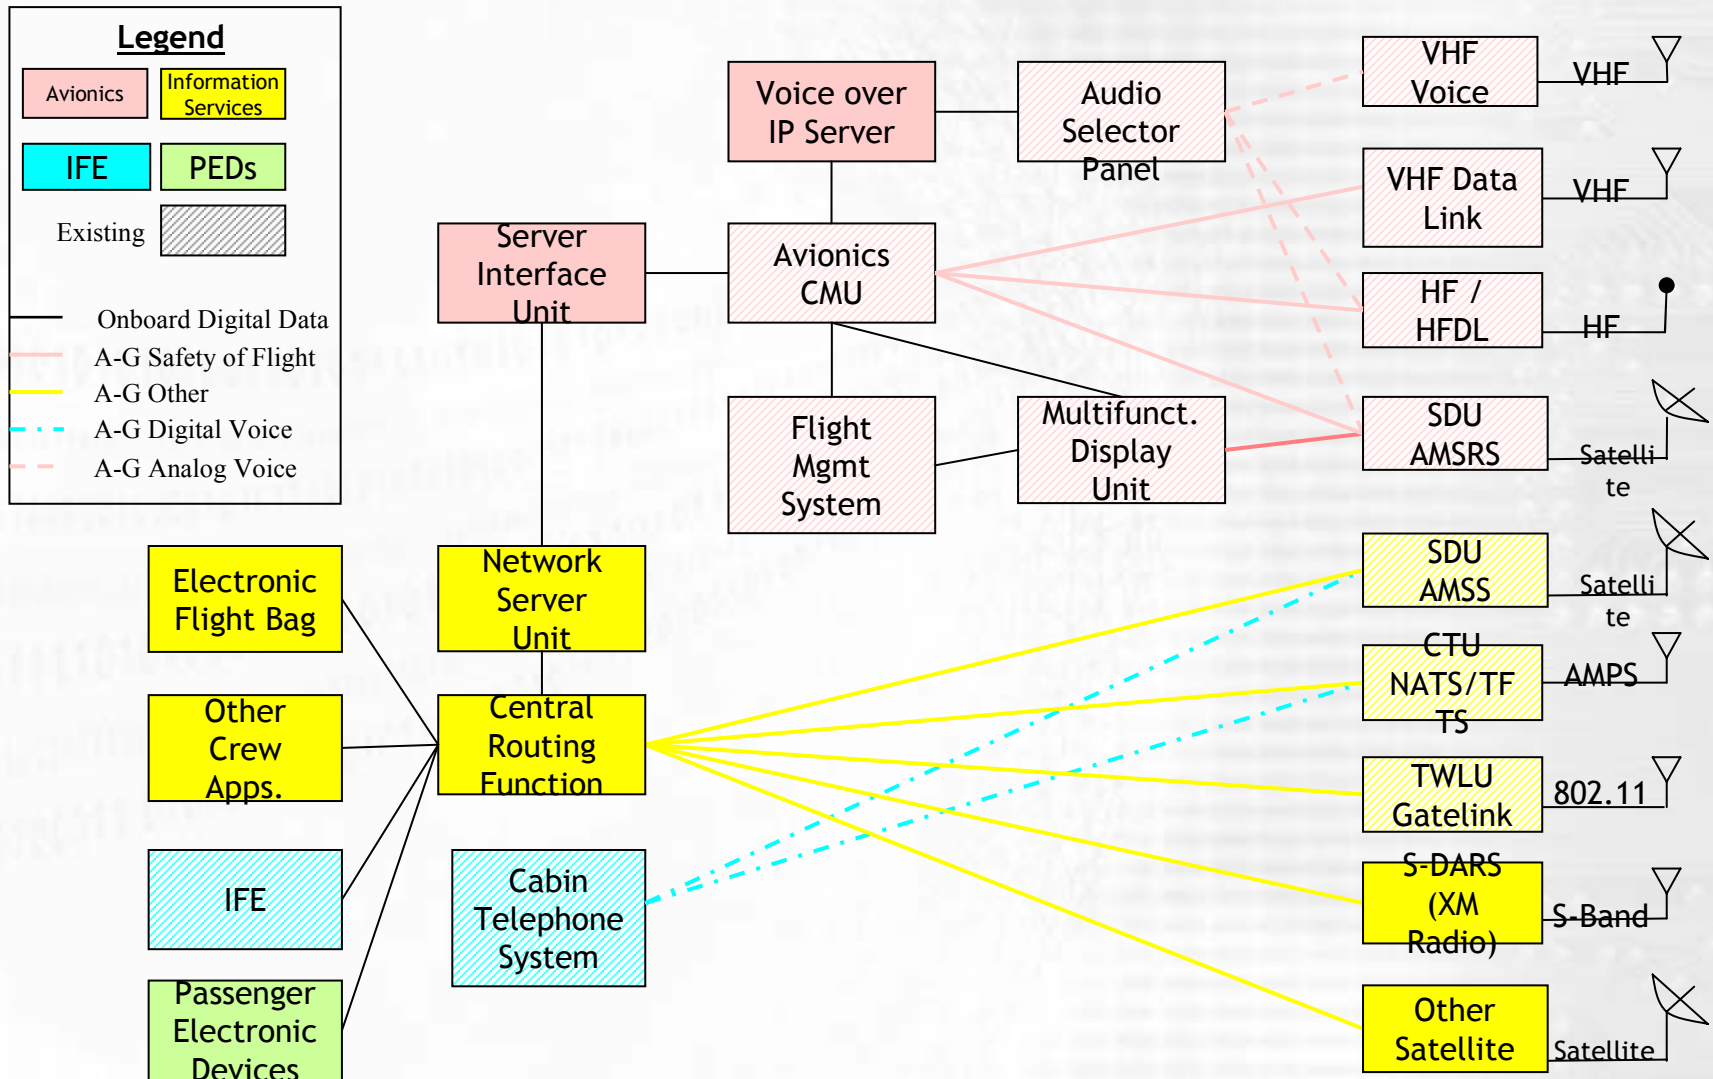 Legend
Avionics
Information
Services
IFE
PEDs
Existing
Onboard Digital Data
A-G Safety of Flight
A-G Other
A-G Digital Voice
A-G Analog Voice
Voice over
IP Server
Audio
Selector
Panel
VHF
Voice
VHF
VHF Data
Link
VHF
Server
Interface
Unit
Avionics
CMU
HF /
HFDL
HF
Flight
Mgmt
System
Multifunct.
Display
Unit
SDU
AMSRS
Satelli
te
Electronic
Flight Bag
Network
Server
Unit
SDU
AMSS
Satelli
te
CTU
NATS/TF
TS
AMPS
Other
Crew
Apps.
Central
Routing
Function
TWLU
Gatelink
802.11
IFE
Cabin
Telephone
System
S-DARS
(XM
Radio)
S-Band
Passenger
Electronic
Devices
Other
Satellite
Satellite